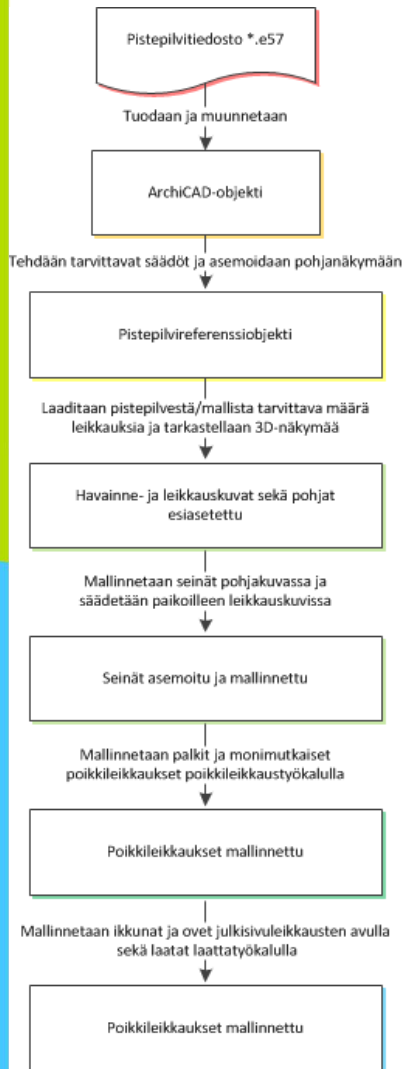 Pistepilvitiedosto *.e57
Tuodaan ja muunnetaan
ArchiCAD-objekti
Tehdään tarvittavat säädöt ja asemoidaan pohjanäkymään
Pistepilvireferenssiobjekti
Laaditaan pistepilvestä/mallista tarvittava määrä
leikkauksia ja tarkastellaan 3D-näkymää
Havainne- ja leikkauskuvat sekä pohjat
esiasetettu
Mallinnetaan seinät pohjakuvassa ja
säädetään paikoilleen leikkauskuvissa
Seinät asemoitu ja mallinnettu
Mallinnetaan palkit ja monimutkaiset
poikkileikkaukset poikkileikkaustyökalulla
Poikkileikkaukset mallinnettu
Mallinnetaan ikkunat ja ovet julkisivuleikkausten avulla
sekä laatat laattatyökalulla
Poikkileikkaukset mallinnettu